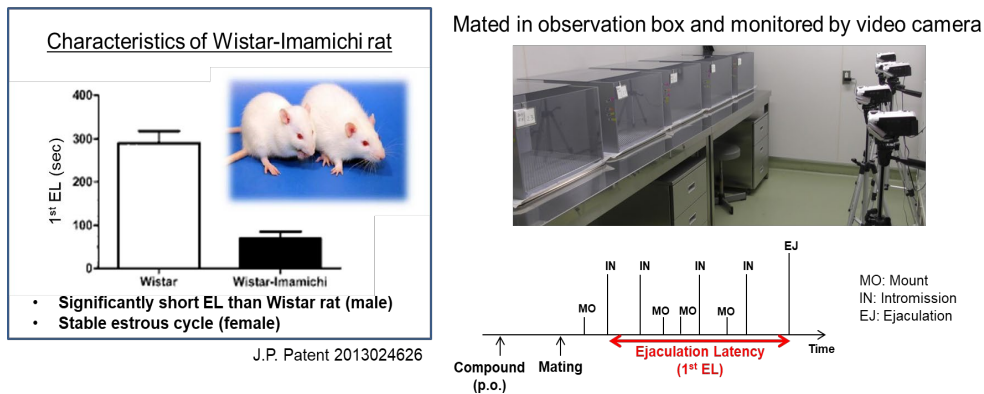 Characteristics of Wistar-Imamichi rat
400
300
200
100
0
1st EL (sec)
Wistar
Wistar-Imamichi
• Significantly short EL than Wistar rat (male)
• Stable estrous cycle (female)
J.P. Patent 2013024626
Mated in observation box and monitored by video camera
EJ
IN
IN
IN
IN
MO
MO
MO
MO
MO: Mount
IN: Intromission
EJ: Ejaculation
Time
Ejaculation Latency
(1st EL)
Compound
(p.o.)
Mating